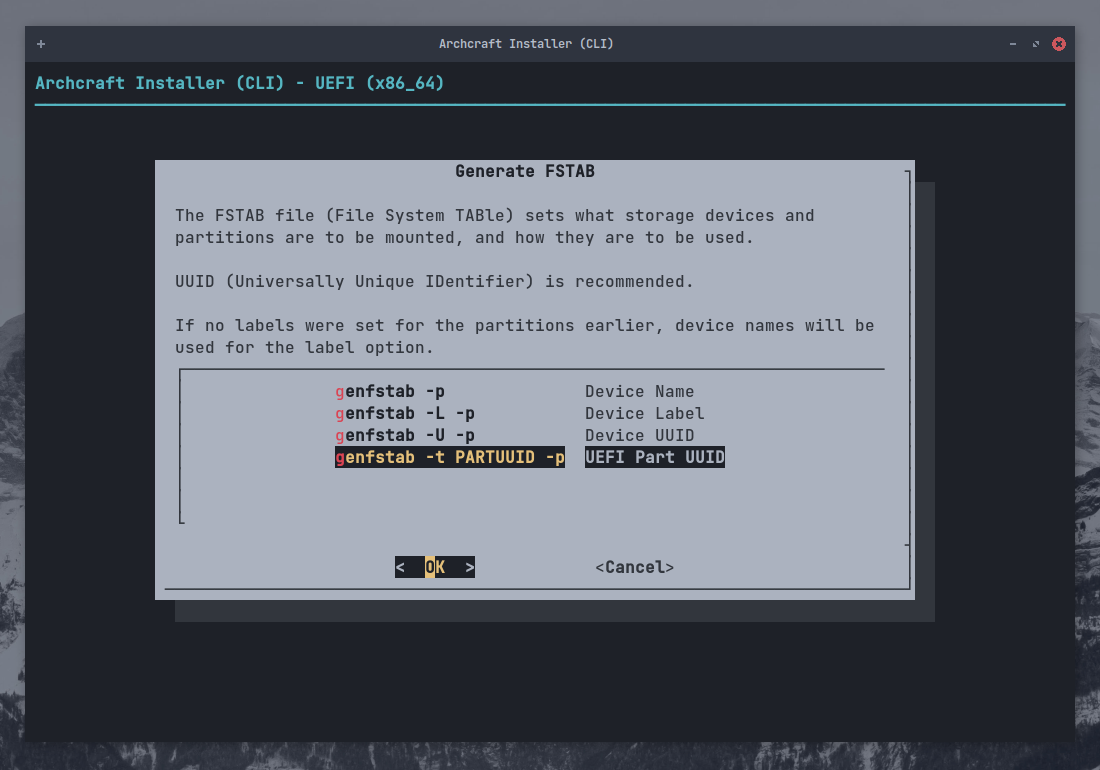 Archcraft Installer (CLI)
Archcraft Installer (CLI) - UEFI (x86_64)
Generate FSTAB
The FSTAB file (File System TABle) sets what storage devices and
partitions are to be mounted, and how they are to be used.
UUID (Universally Unique IDentifier) is recommended.
If no labels were set for the partitions earlier, device names will be
used for the label option.
genfstab -p Device Name
genfstab -L -p Device Label
genfstab -U -p Device UUID
genfstab -t PARTUUID -p UEFI Part UUID
< OK > <Cancel>